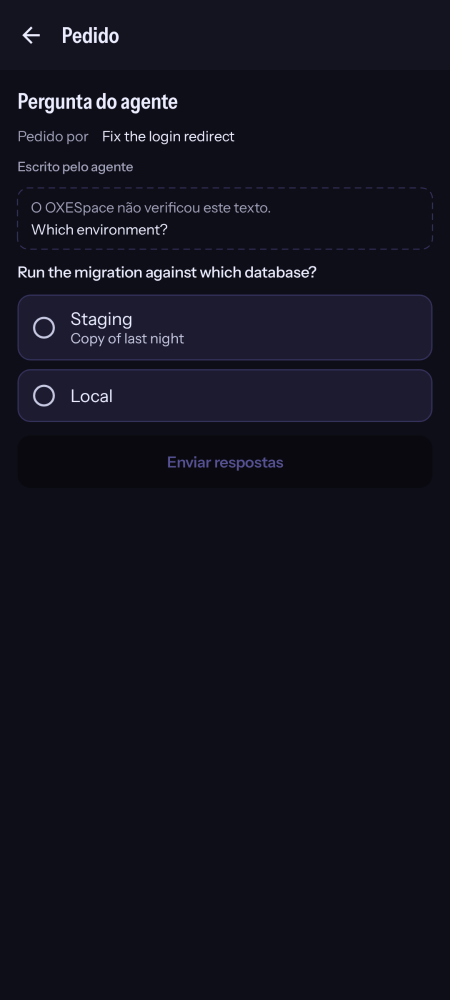 Pedido
Pergunta do agente
Pedido por Fix the login redirect
Escrito pelo agente
O OXESpace não verificou este texto.
Which environment?
Run the migration against which database?
Staging
Copy of last night
Local
Enviar respostas